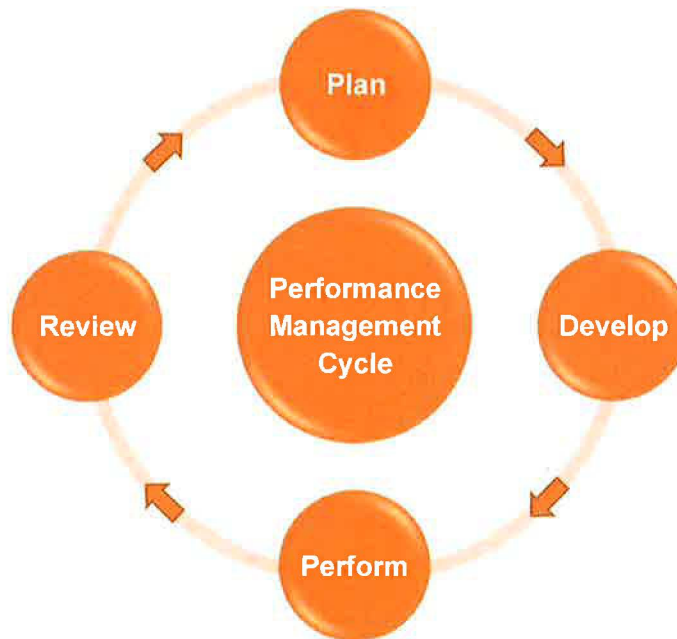 Plan
Develop
Perform
Review
Performance
Management
Cycle